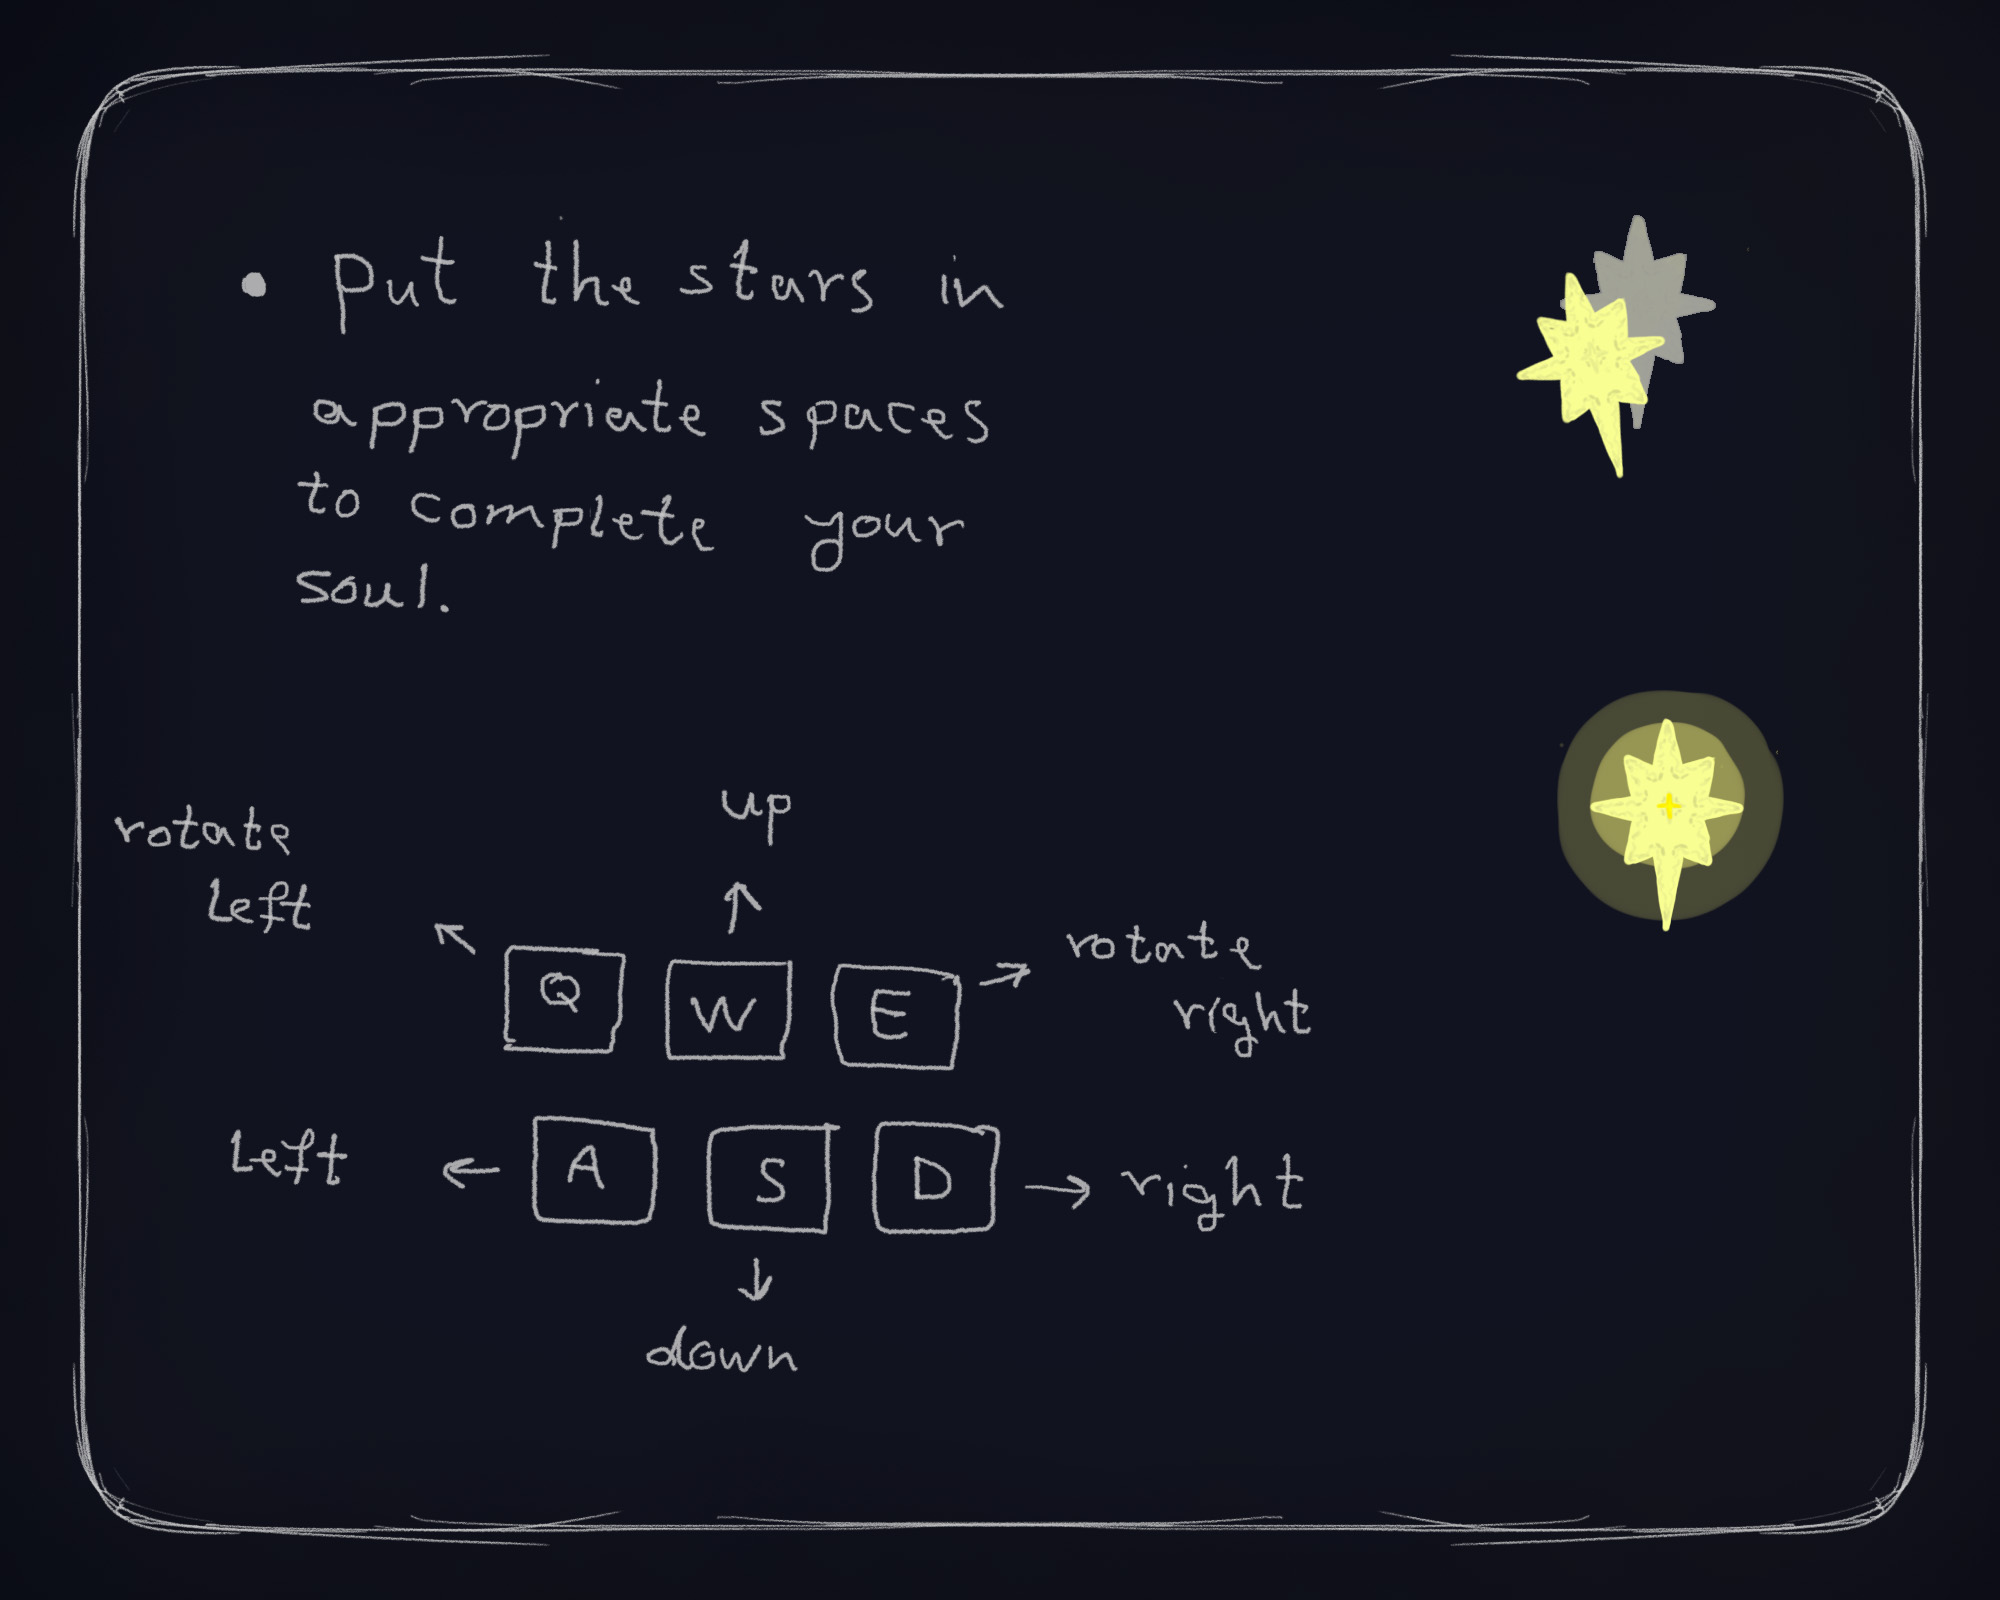 • Put the stars in
appropriate spaces
to complete your
soul.
up
rotate
left
Q W E
rotate
right
left
A S D
right
down